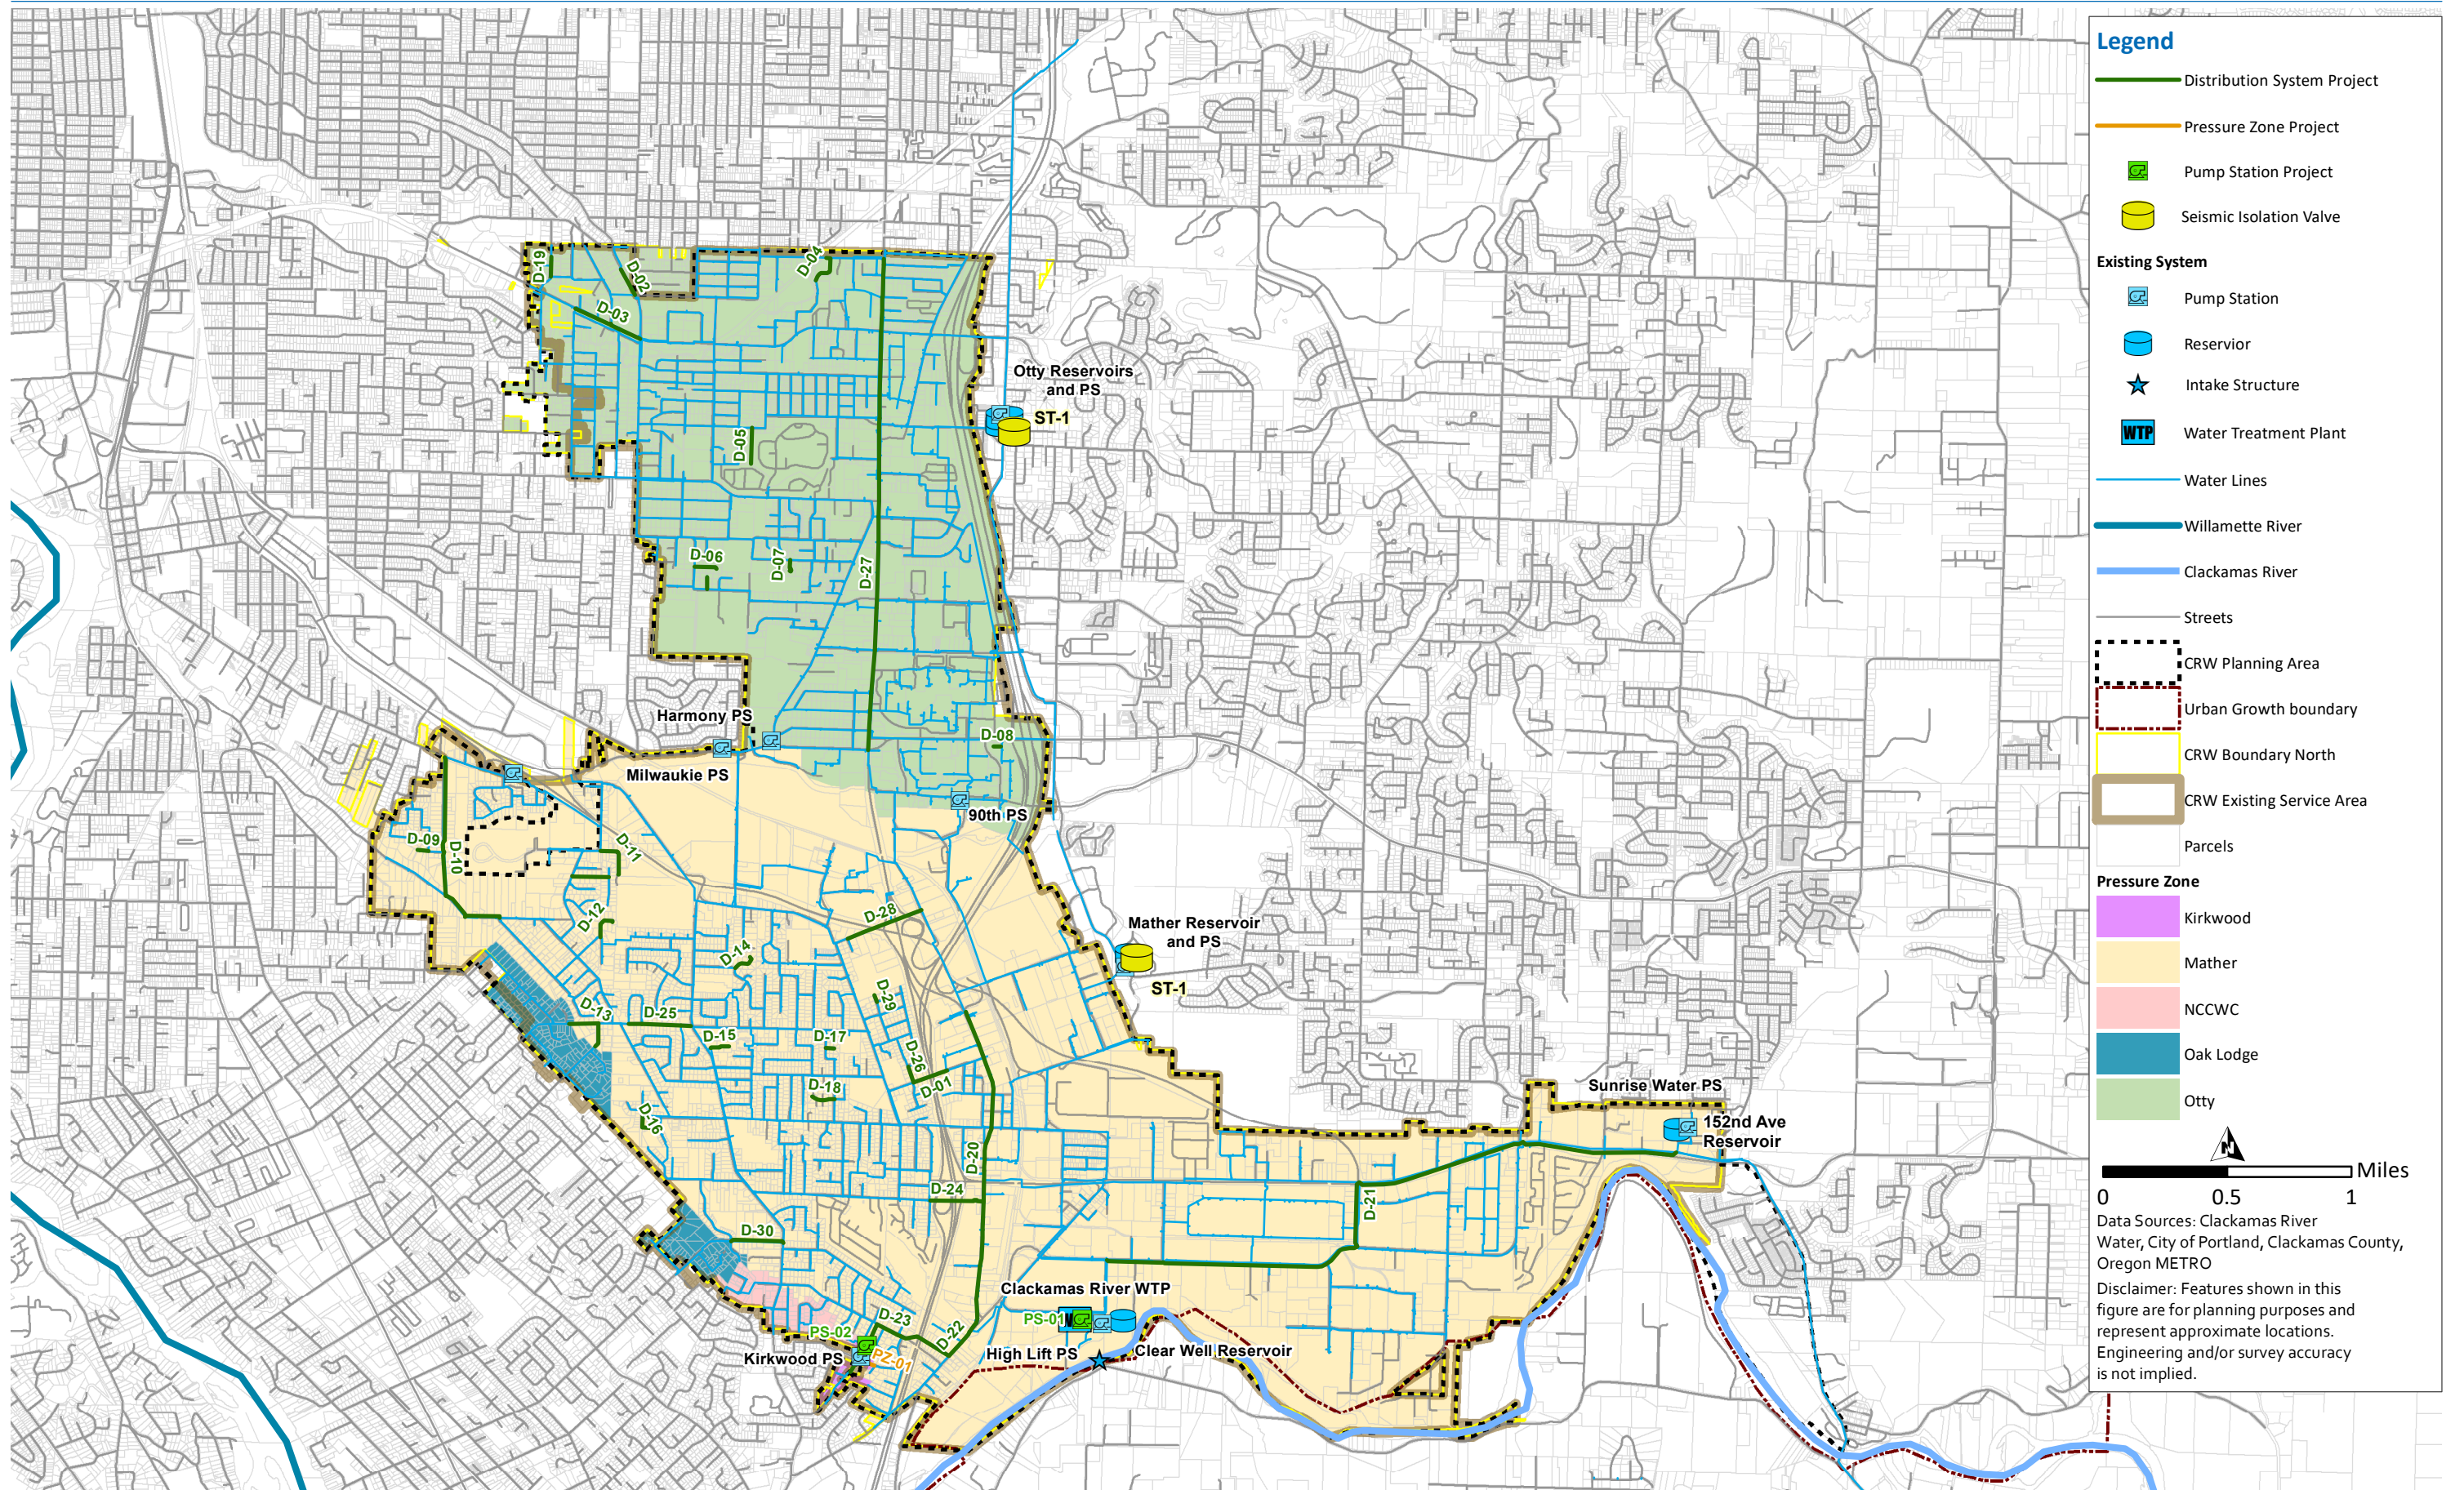 D-19
D-02
D-04
D-03
Otty Reservoirs
and PS
ST-1
D-05
D-06
D-07
D-27
Harmony PS
D-08
Milwaukie PS
90th PS
D-09
D-10
D-11
D-12
D-28
D-14
Mather Reservoir
and PS
ST-1
D-29
D-13
D-25
D-15
D-17
D-26
D-01
D-18
D-16
Sunrise Water PS
152nd Ave
Reservoir
D-20
D-24
D-21
D-30
Clackamas River WTP
PS-01
D-23
D-22
PS-02
Kirkwood PS
PZ-01
High Lift PS
Clear Well Reservoir
Legend
Distribution System Project
Pressure Zone Project
Pump Station Project
Seismic Isolation Valve
Existing System
Pump Station
Reservior
Intake Structure
WTP Water Treatment Plant
Water Lines
Willamette River
Clackamas River
Streets
CRW Planning Area
Urban Growth boundary
CRW Boundary North
CRW Existing Service Area
Parcels
Pressure Zone
Kirkwood
Mather
NCCWC
Oak Lodge
Otty
N
Miles
0 0.5 1
Data Sources: Clackamas River
Water, City of Portland, Clackamas County,
Oregon METRO
Disclaimer: Features shown in this
figure are for planning purposes and
represent approximate locations.
Engineering and/or survey accuracy
is not implied.